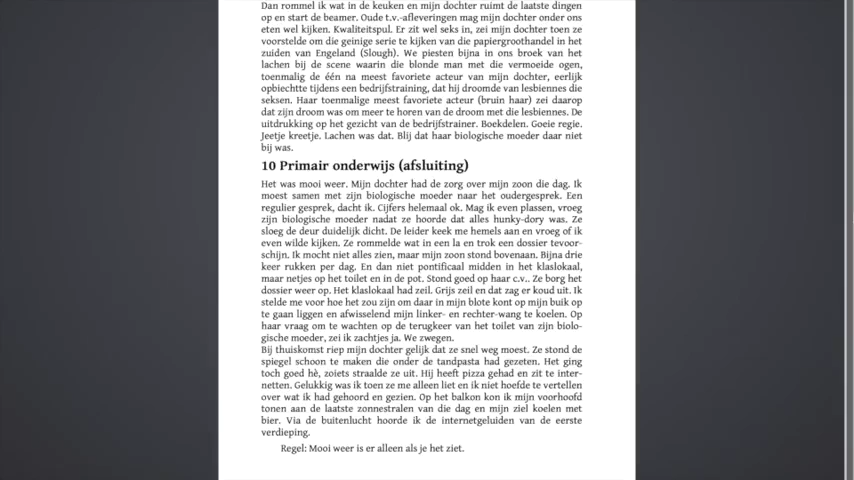 Dan rommel ik wat in de keuken en mijn dochter ruimt de laatste dingen
op en start de beamer. Oude t.v.-afleveringen mag mijn dochter onder ons
eten wel kijken. Kwaliteitspul. Er zit wel seks in, zei mijn dochter toen ze
voorstelde om die geinige serie te kijken van die papiergroothandel in het
zuiden van Engeland (Slough). We piesten bijna in ons broek van het
lachen bij de scene waarin die blonde man met die vermoeide ogen,
toenmalig de één na meest favoriete acteur van mijn dochter, eerlijk
opbiechtte tijdens een bedrijfstraining, dat hij droomde van lesbiennes die
seksen. Haar toenmalige meest favoriete acteur (bruin haar) zei daarop
dat zijn droom was om meer te horen van de droom met die lesbiennes. De
uitdrukking op het gezicht van de bedrijfstrainer. Boekdelen. Goeie regie.
Jeetje kreetje. Lachen was dat. Blij dat haar biologische moeder daar niet
bij was.
10 Primair onderwijs (afsluiting)
Het was mooi weer. Mijn dochter had de zorg over mijn zoon die dag. Ik
moest samen met zijn biologische moeder naar het oudergesprek. Een
regulier gesprek, dacht ik. Cijfers helemaal ok. Mag ik even plassen, vroeg
zijn biologische moeder nadat ze hoorde dat alles hunky-dory was. Ze
sloeg de deur duidelijk dicht. De leider keek me hemels aan en vroeg of ik
even wilde kijken. Ze rommelde wat in een la en trok een dossier tevoor-
schijn. Ik mocht niet alles zien, maar mijn zoon stond bovenaan. Bijna drie
keer rukken per dag. En dan niet pontificaal midden in het klaslokaal,
maar netjes op het toilet en in de pot. Stond goed op haar c.v.. Ze borg het
dossier weer op. Het klaslokaal had zeil. Grijs zeil en dat zag er koud uit. Ik
stelde me voor hoe het zou zijn om daar in mijn blote kont op mijn buik op
te gaan liggen en afwisselend mijn linker- en rechter-wang te koelen. Op
haar vraag om te wachten op de terugkeer van het toilet van zijn biolo-
gische moeder, zei ik zachtjes ja. We zwegen.
Bij thuiskomst riep mijn dochter gelijk dat ze snel weg moest. Ze stond de
spiegel schoon te maken die onder de tandpasta had gezeten. Het ging
toch goed hè, zoiets straalde ze uit. Hij heeft pizza gehad en zit te inter-
netten. Gelukkig was ik toen ze me alleen liet en ik niet hoefde te vertellen
over wat ik had gehoord en gezien. Op het balkon kon ik mijn voorhoofd
tonen aan de laatste zonnestralen van die dag en mijn ziel koelen met
bier. Via de buitenlucht hoorde ik de internetgeluiden van de eerste
verdieping.
Regel: Mooi weer is er alleen als je het ziet.